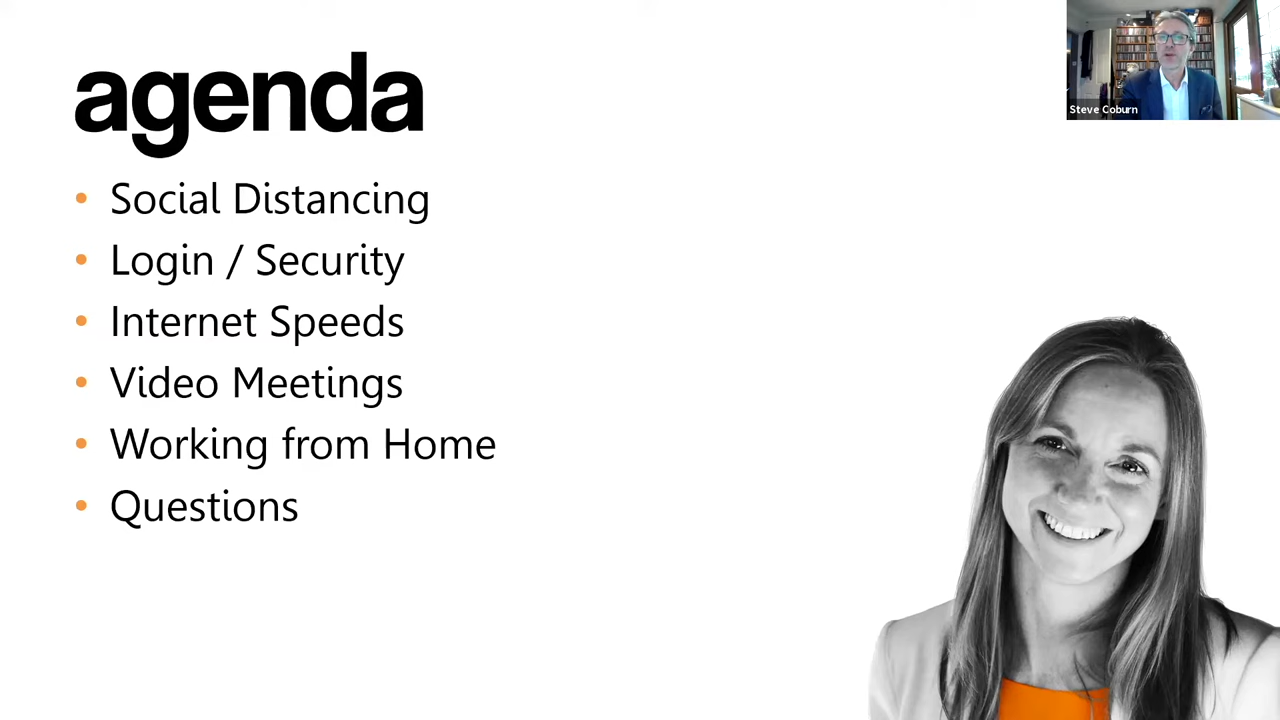 agenda
Steve Coburn
• Social Distancing
• Login / Security
• Internet Speeds
• Video Meetings
• Working from Home
• Questions